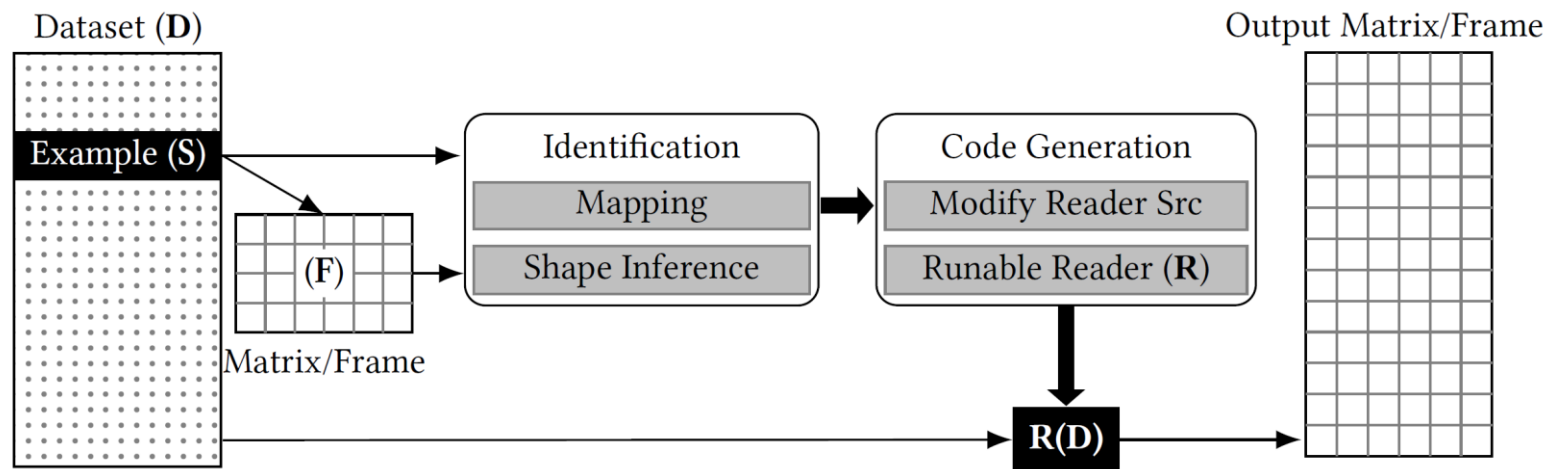 Dataset (D)
Output Matrix/Frame
Example (S)
Identification
Mapping
Shape Inference
Code Generation
Modify Reader Src
Runable Reader (R)
(F)
Matrix/Frame
R(D)